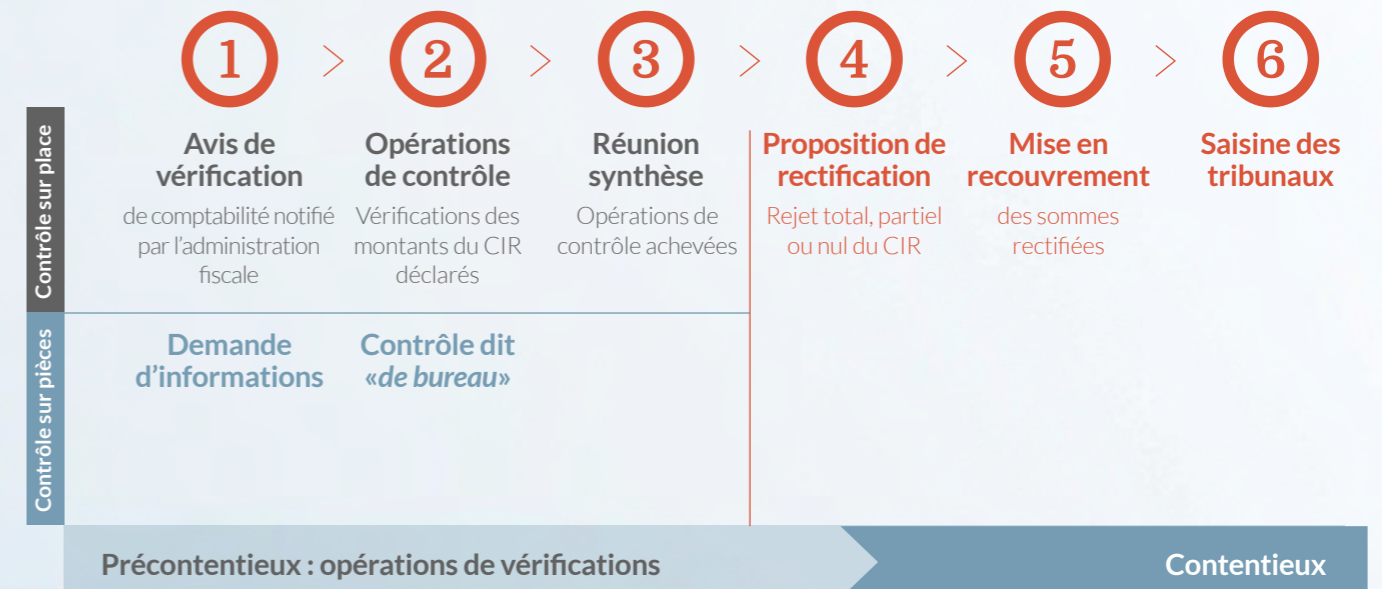 1 > 2 > 3 > 4 > 5 > 6
Contrôle sur place
Avis de
vérification
de comptabilité notifié
par l'administration
fiscale
Opérations
de contrôle
Vérifications des
montants du CIR
déclarés
Réunion
synthèse
Opérations de
contrôle achevées
Proposition de
rectification
Rejet total, partiel
ou nul du CIR
Mise en
recouvrement
des sommes
rectifiées
Saisine des
tribunaux
Contrôle sur pièces
Demande
d'informations
Contrôle dit
«de bureau»
Précontentieux : opérations de vérifications
Contentieux